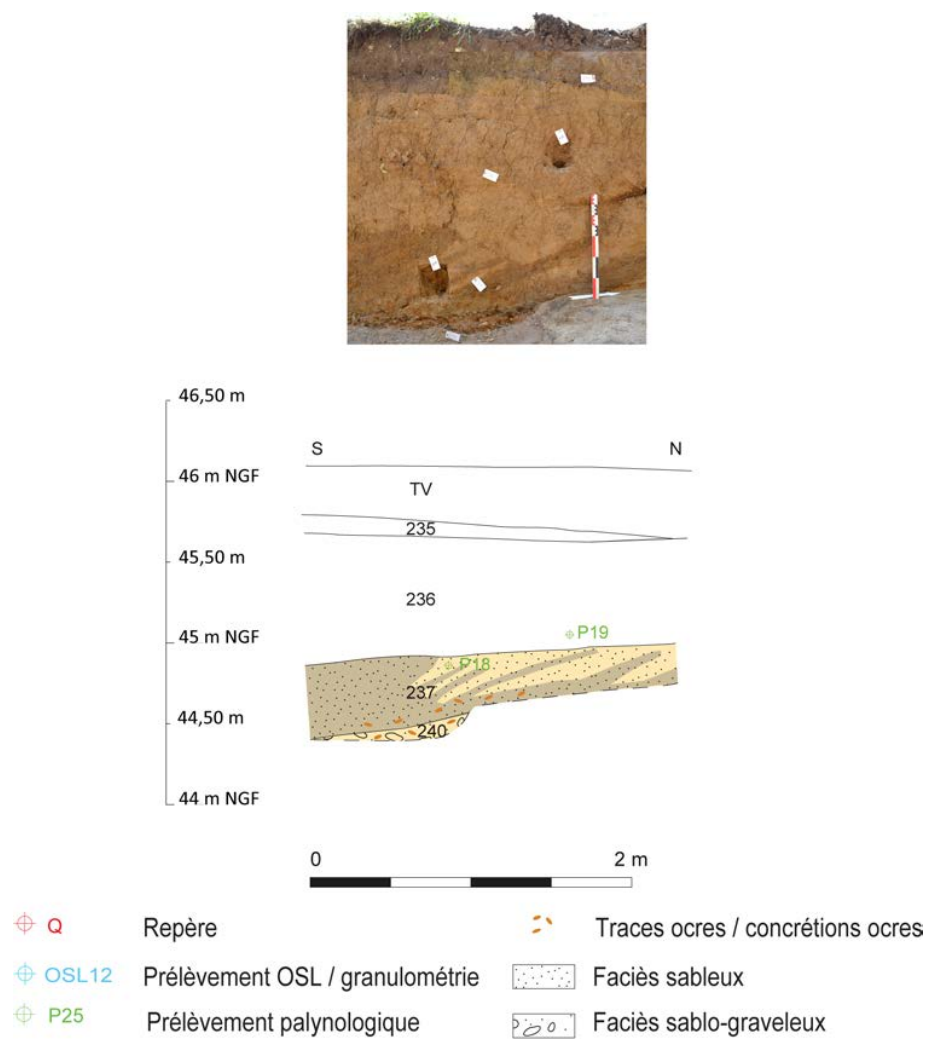 46,50 m
S N
46 m NGF
TV
235
45,50 m
236
45 m NGF
P19
P18
237
44,50 m
240
44 m NGF
0 2 m
Q Repère
Traces ocres / concrétions ocres
OSL12 Prélèvement OSL / granulométrie
Faciès sableux
P25 Prélèvement palynologique
Faciès sablo-graveleux